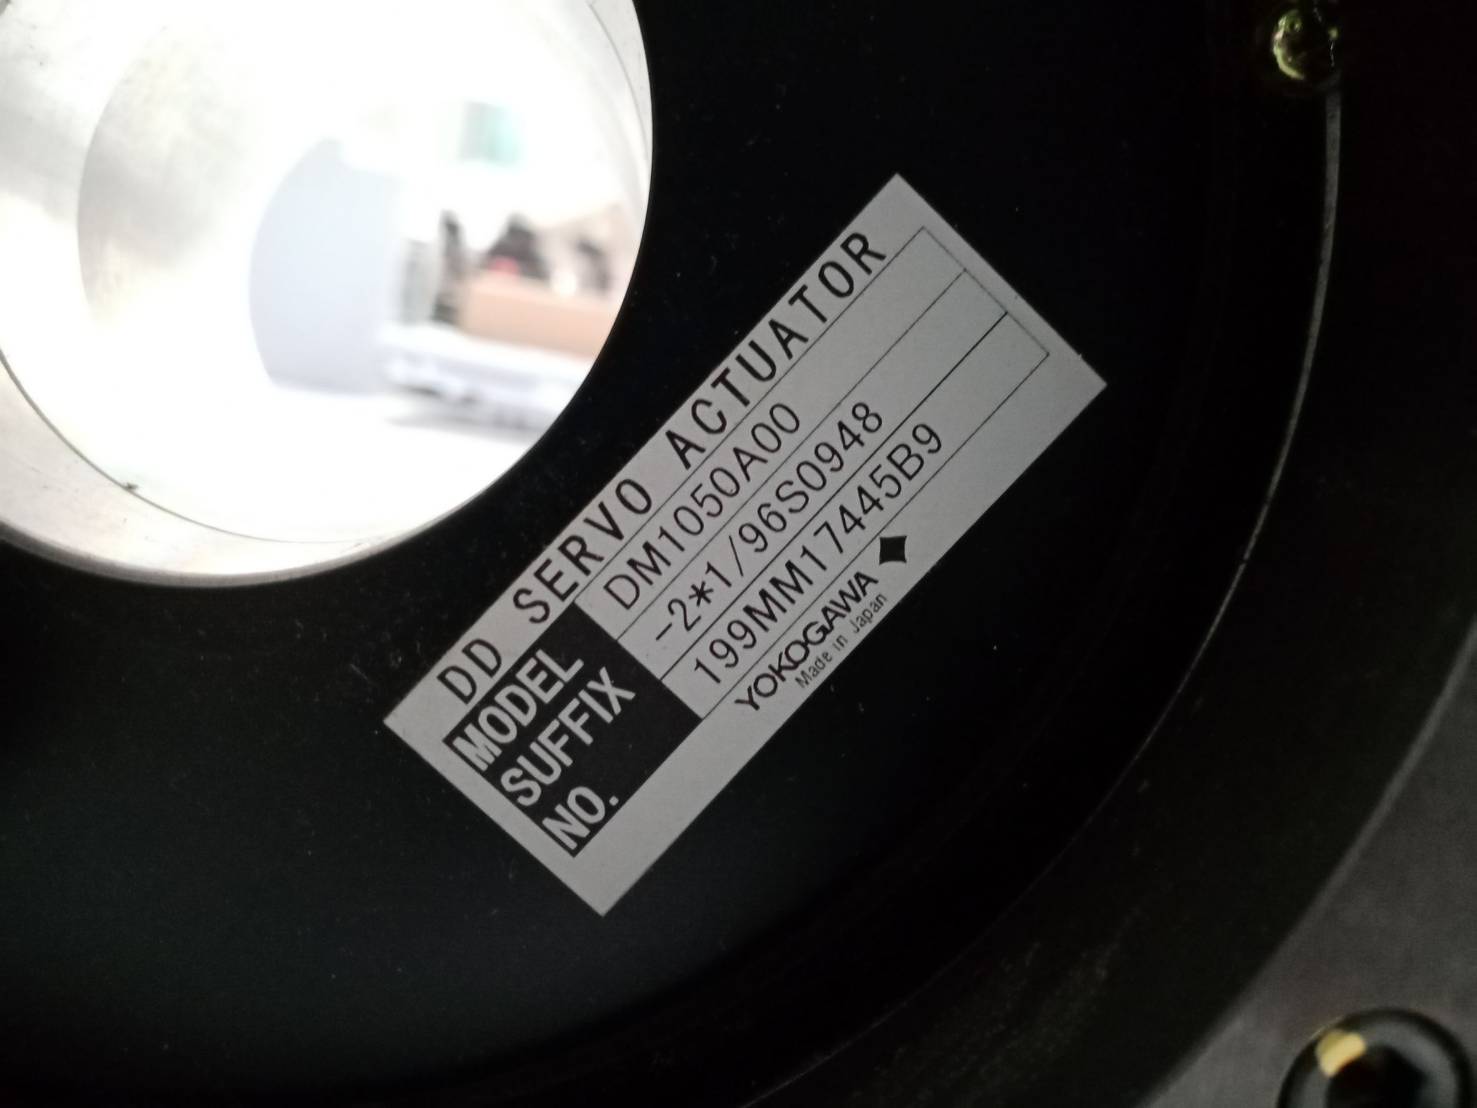 DD SERVO ACTUATOR
MODEL DM1050A00
SUFFIX -2*1/96S0948
NO. 199MM17445B9
YOKOGAWA
Made in Japan